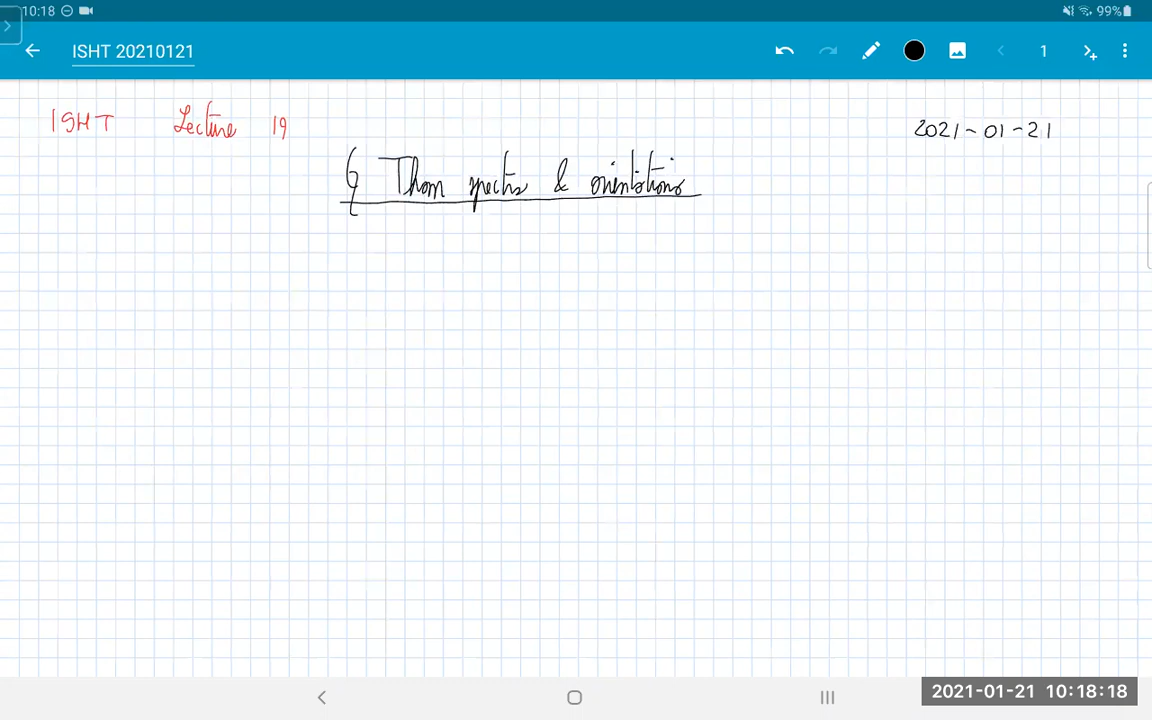 10:18 99%
ISHT 20210121 1
ISHT Lecture 19 2021-01-21
§ Thom spectra & orientations
2021-01-21 10:18:18